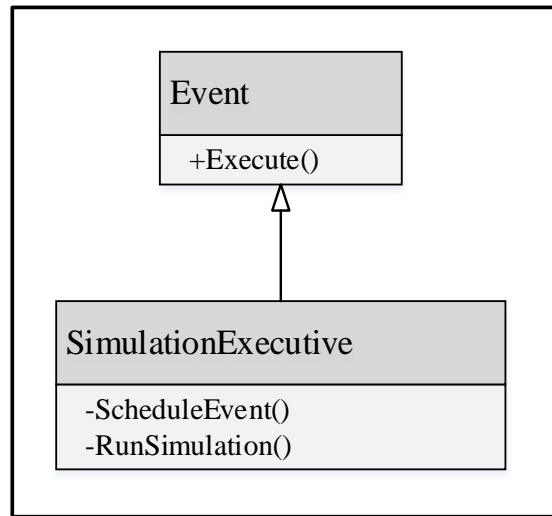 Event
+Execute()
SimulationExecutive
-ScheduleEvent()
-RunSimulation()